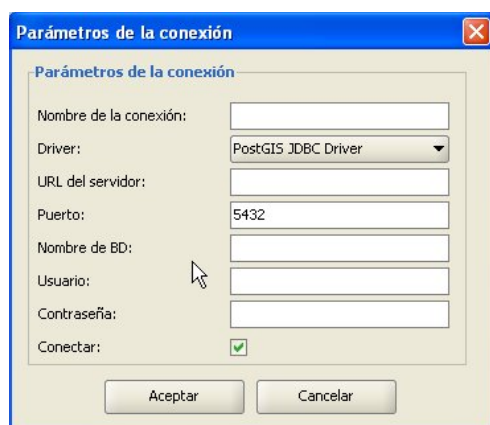 Parámetros de la conexión
Parámetros de la conexión
Nombre de la conexión:
Driver: PostGIS JDBC Driver
URL del servidor:
Puerto: 5432
Nombre de BD:
Usuario:
Contraseña:
Conectar:
Aceptar Cancelar